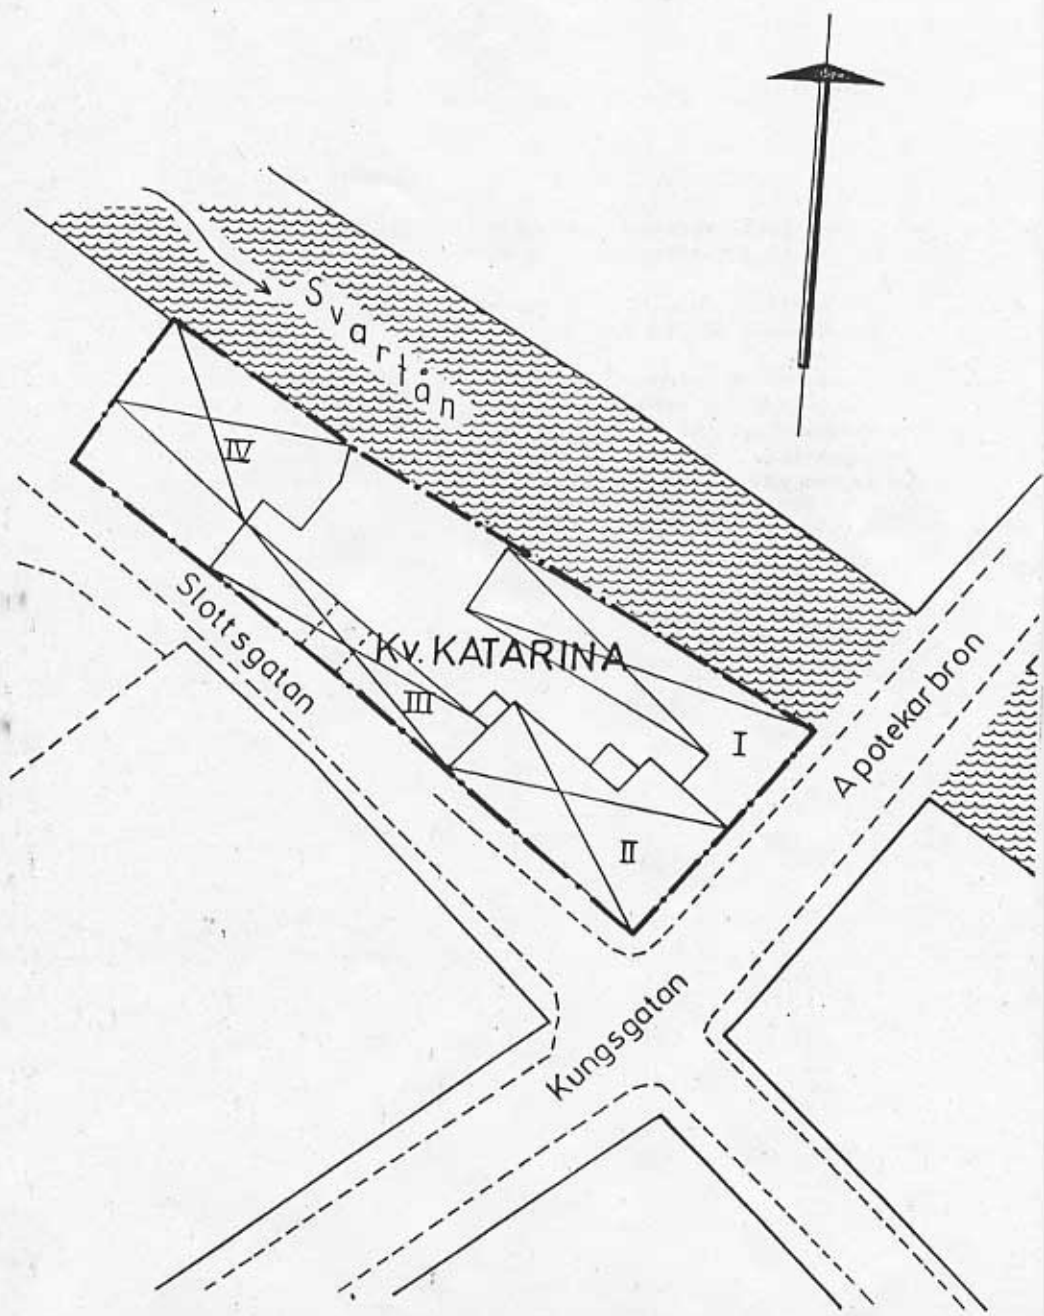 Svartån
IV
Slottsgatan
Kv. KATARINA
III
I
Apotekarbron
II
Kungsgatan